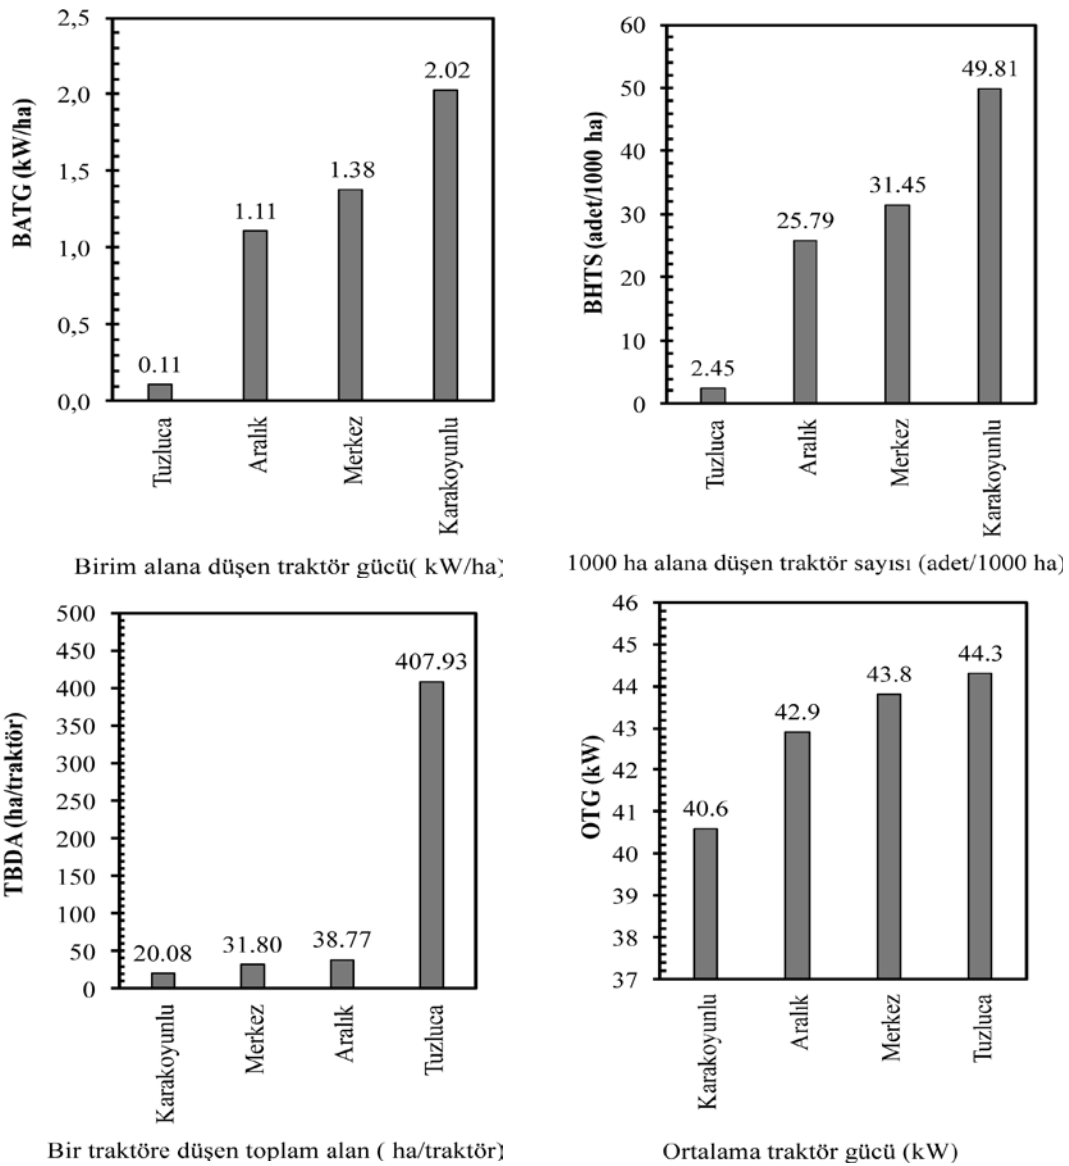 BATG (kW/ha)
2,5
2,0
1,5
1,0
0,5
0,0
0.11
1.11
1.38
2.02
Tuzluca
Aralık
Merkez
Karakoyunlu
Birim alana düşen traktör gücü( kW/ha)
BHTS (adet/1000 ha)
60
50
40
30
20
10
0
2.45
25.79
31.45
49.81
Tuzluca
Aralık
Merkez
Karakoyunlu
1000 ha alana düşen traktör sayısı (adet/1000 ha)
TBDA (ha/traktör)
500
450
400
350
300
250
200
150
100
50
0
20.08
31.80
38.77
407.93
Karakoyunlu
Merkez
Aralık
Tuzluca
Bir traktöre düşen toplam alan ( ha/traktör)
OTG (kW)
46
45
44
43
42
41
40
39
38
37
40.6
42.9
43.8
44.3
Karakoyunlu
Aralık
Merkez
Tuzluca
Ortalama traktör gücü (kW)